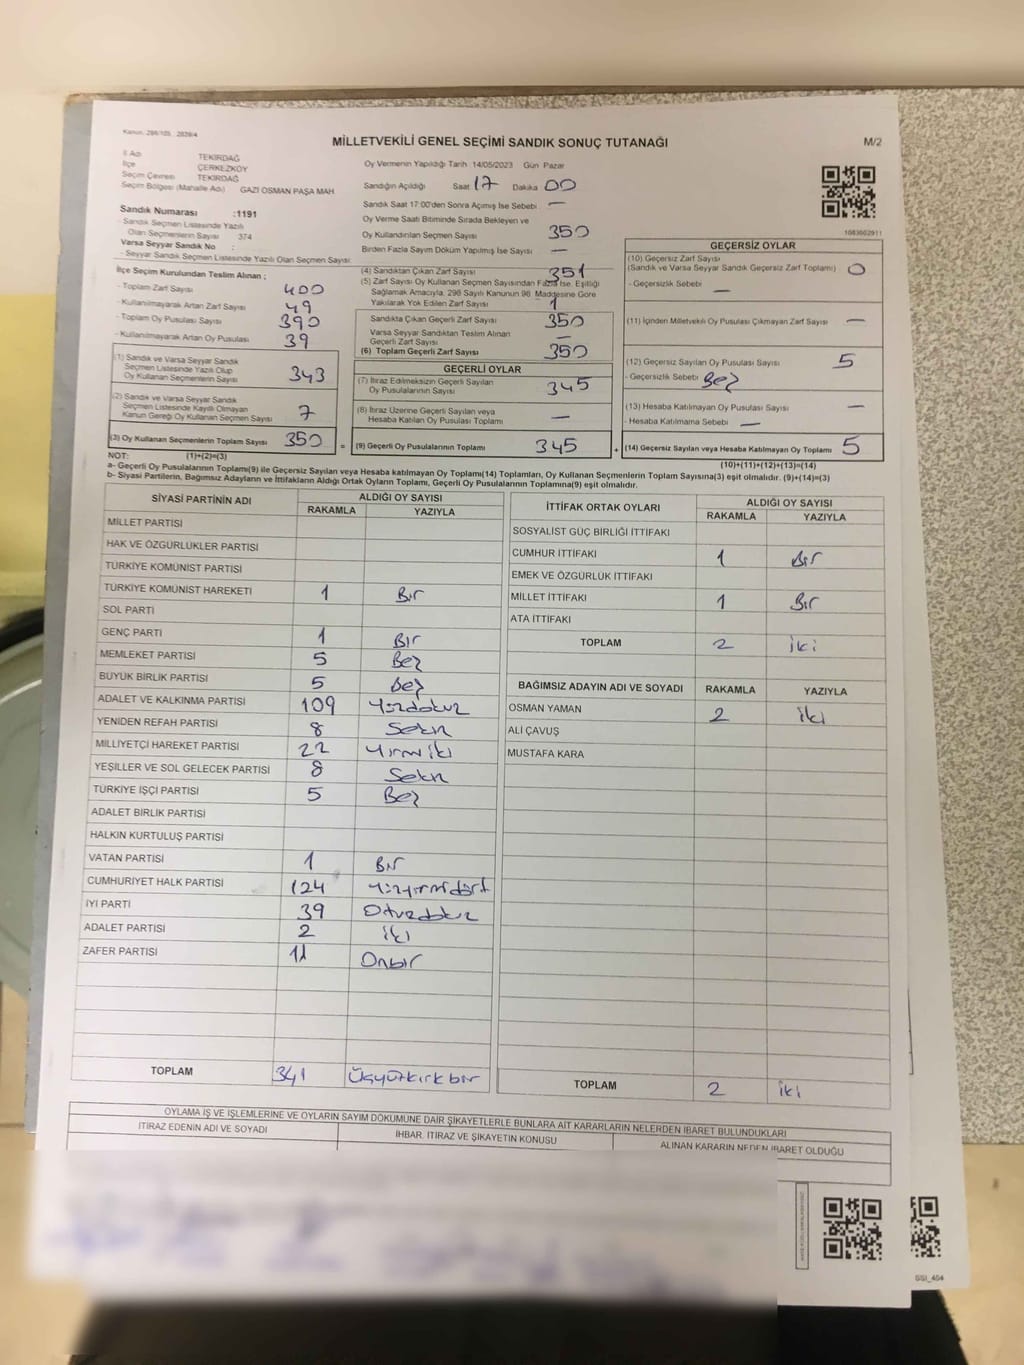 Kanun. 298/105 2839/4
MİLLETVEKİLİ GENEL SEÇİMİ SANDIK SONUÇ TUTANAĞI
M/2
İl Adı TEKİRDAĞ
İlçe ÇERKEZKÖY
Seçim Çevresi TEKİRDAĞ
Seçim Bölgesi (Mahalle Adı) GAZİ OSMAN PAŞA MAH.
Oy Vermenin Yapıldığı Tarih 14/05/2023 Gün Pazar
Sandığın Açıldığı Saat 17 Dakika 00
Sandık Saat 17:00'den Sonra Açımış İse Sebebi —
Oy Verme Saati Bitiminde Sırada Bekleyen ve
Oy Kullandırılan Seçmen Sayısı 350
Birden Fazla Sayım Döküm Yapılmış İse Sayısı —
Sandık Numarası :1191
- Sandık Seçmen Listesinde Yazılı
Olan Seçmenlerin Sayısı 374
Varsa Seyyar Sandık No :
- Seyyar Sandık Seçmen Listesinde Yazılı Olan Seçmen Sayısı:
İlçe Seçim Kurulundan Teslim Alınan ;
- Toplam Zarf Sayısı 400
- Kullanılmayarak Artan Zarf Sayısı 49
- Toplam Oy Pusulası Sayısı 390
- Kullanılmayarak Artan Oy Pusulası 39
(1) Sandık ve Varsa Seyyar Sandık
Seçmen Listesinde Yazılı Olup
Oy Kullanan Seçmenlerin Sayısı 343
(2) Sandık ve Varsa Seyyar Sandık
Seçmen Listesinde Kayıtlı Olmayan
Kanun Gereği Oy Kullanan Seçmen Sayısı 7
(3) Oy Kullanan Seçmenlerin Toplam Sayısı 350
(4) Sandıktan Çıkan Zarf Sayısı 351
(5) Zarf Sayısı Oy Kullanan Seçmen Sayısından Fazla İse, Eşitliği
Sağlamak Amacıyla, 298 Sayılı Kanunun 98. Maddesine Göre
Yakılarak Yok Edilen Zarf Sayısı 1
Sandıkta Çıkan Geçerli Zarf Sayısı 350
Varsa Seyyar Sandıktan Teslim Alınan
Geçerli Zarf Sayısı —
(6) Toplam Geçerli Zarf Sayısı 350
GEÇERLİ OYLAR
(7) İtiraz Edilmeksizin Geçerli Sayılan
Oy Pusulalarının Sayısı 345
(8) İtiraz Üzerine Geçerli Sayılan veya
Hesaba Katılan Oy Pusulası Toplamı —
= (9) Geçerli Oy Pusulalarının Toplamı 345
1083002911
GEÇERSİZ OYLAR
(10) Geçersiz Zarf Sayısı
(Sandık ve Varsa Seyyar Sandık Geçersiz Zarf Toplamı) 0
- Geçersizlik Sebebi —
(11) İçinden Milletvekili Oy Pusulası Çıkmayan Zarf Sayısı —
(12) Geçersiz Sayılan Oy Pusulası Sayısı 5
- Geçersizlik Sebebi Beş
(13) Hesaba Katılmayan Oy Pusulası Sayısı —
- Hesaba Katılmama Sebebi —
+ (14) Geçersiz Sayılan veya Hesaba Katılmayan Oy Toplamı 5
NOT: (1)+(2)=(3)
(10)+(11)+(12)+(13)=(14)
a- Geçerli Oy Pusulalarının Toplamı(9) ile Geçersiz Sayılan veya Hesaba katılmayan Oy Toplam(14) Toplamları, Oy Kullanan Seçmenlerin Toplam Sayısına(3) eşit olmalıdır. (9)+(14)=(3)
b- Siyasi Partilerin, Bağımsız Adayların ve İttifakların Aldığı Ortak Oyların Toplamı, Geçerli Oy Pusulalarının Toplamına(9) eşit olmalıdır.
SİYASİ PARTİNİN ADI ALDIĞI OY SAYISI
RAKAMLA YAZIYLA
MİLLET PARTİSİ
HAK VE ÖZGÜRLÜKLER PARTİSİ
TÜRKİYE KOMÜNİST PARTİSİ
TÜRKİYE KOMÜNİST HAREKETİ 1 Bir
SOL PARTİ
GENÇ PARTİ 1 Bir
MEMLEKET PARTİSİ 5 Beş
BÜYÜK BİRLİK PARTİSİ 5 Beş
ADALET VE KALKINMA PARTİSİ 109 Yüzdokuz
YENİDEN REFAH PARTİSİ 8 Sekiz
MİLLİYETÇİ HAREKET PARTİSİ 22 Yirmi iki
YEŞİLLER VE SOL GELECEK PARTİSİ 8 Sekiz
TÜRKİYE İŞÇİ PARTİSİ 5 Beş
ADALET BİRLİK PARTİSİ
HALKIN KURTULUŞ PARTİSİ
VATAN PARTİSİ 1 Bir
CUMHURİYET HALK PARTİSİ 124 Yüzyirmidört
İYİ PARTİ 39 Otuzdokuz
ADALET PARTİSİ 2 iki
ZAFER PARTİSİ 11 Onbir
TOPLAM 341 Üçyüzkırkbir
İTTİFAK ORTAK OYLARI ALDIĞI OY SAYISI
RAKAMLA YAZIYLA
SOSYALİST GÜÇ BİRLİĞİ İTTİFAKI
CUMHUR İTTİFAKI 1 Bir
EMEK VE ÖZGÜRLÜK İTTİFAKI
MİLLET İTTİFAKI 1 Bir
ATA İTTİFAKI
TOPLAM 2 iki
BAĞIMSIZ ADAYIN ADI VE SOYADI RAKAMLA YAZIYLA
OSMAN YAMAN 2 iki
ALİ ÇAVUŞ
MUSTAFA KARA
TOPLAM 2 iki
OYLAMA İŞ VE İŞLEMLERİNE VE OYLARIN SAYIM DÖKÜMÜNE DAİR ŞİKAYETLERLE BUNLARA AİT KARARLARIN NELERDEN İBARET BULUNDUKLARI
İTİRAZ EDENİN ADI VE SOYADI İHBAR, İTİRAZ VE ŞİKAYETİN KONUSU ALINAN KARARIN NEDEN İBARET OLDUĞU
SSI_404